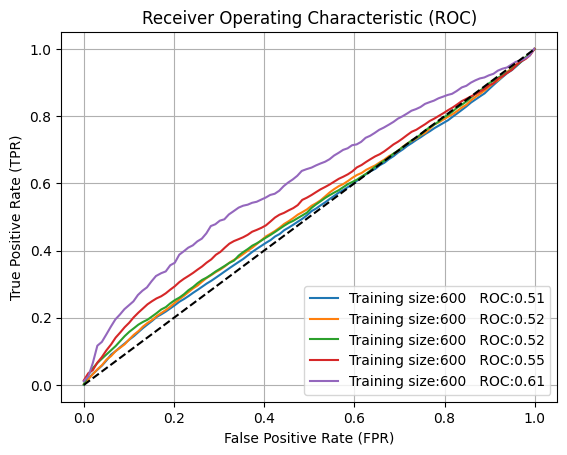 Receiver Operating Characteristic (ROC)
True Positive Rate (TPR)
1.0
0.8
0.6
0.4
0.2
0.0
Training size:600 ROC:0.51
Training size:600 ROC:0.52
Training size:600 ROC:0.52
Training size:600 ROC:0.55
Training size:600 ROC:0.61
0.0 0.2 0.4 0.6 0.8 1.0
False Positive Rate (FPR)